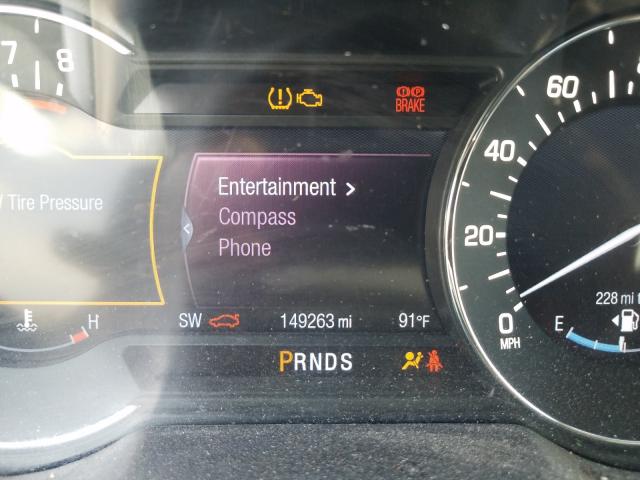 7
8
BRAKE
60
Entertainment >
Tire Pressure
Compass
Phone
40
20
228 mi
H
SW
149263 mi
91°F
0
E
MPH
PRNDS